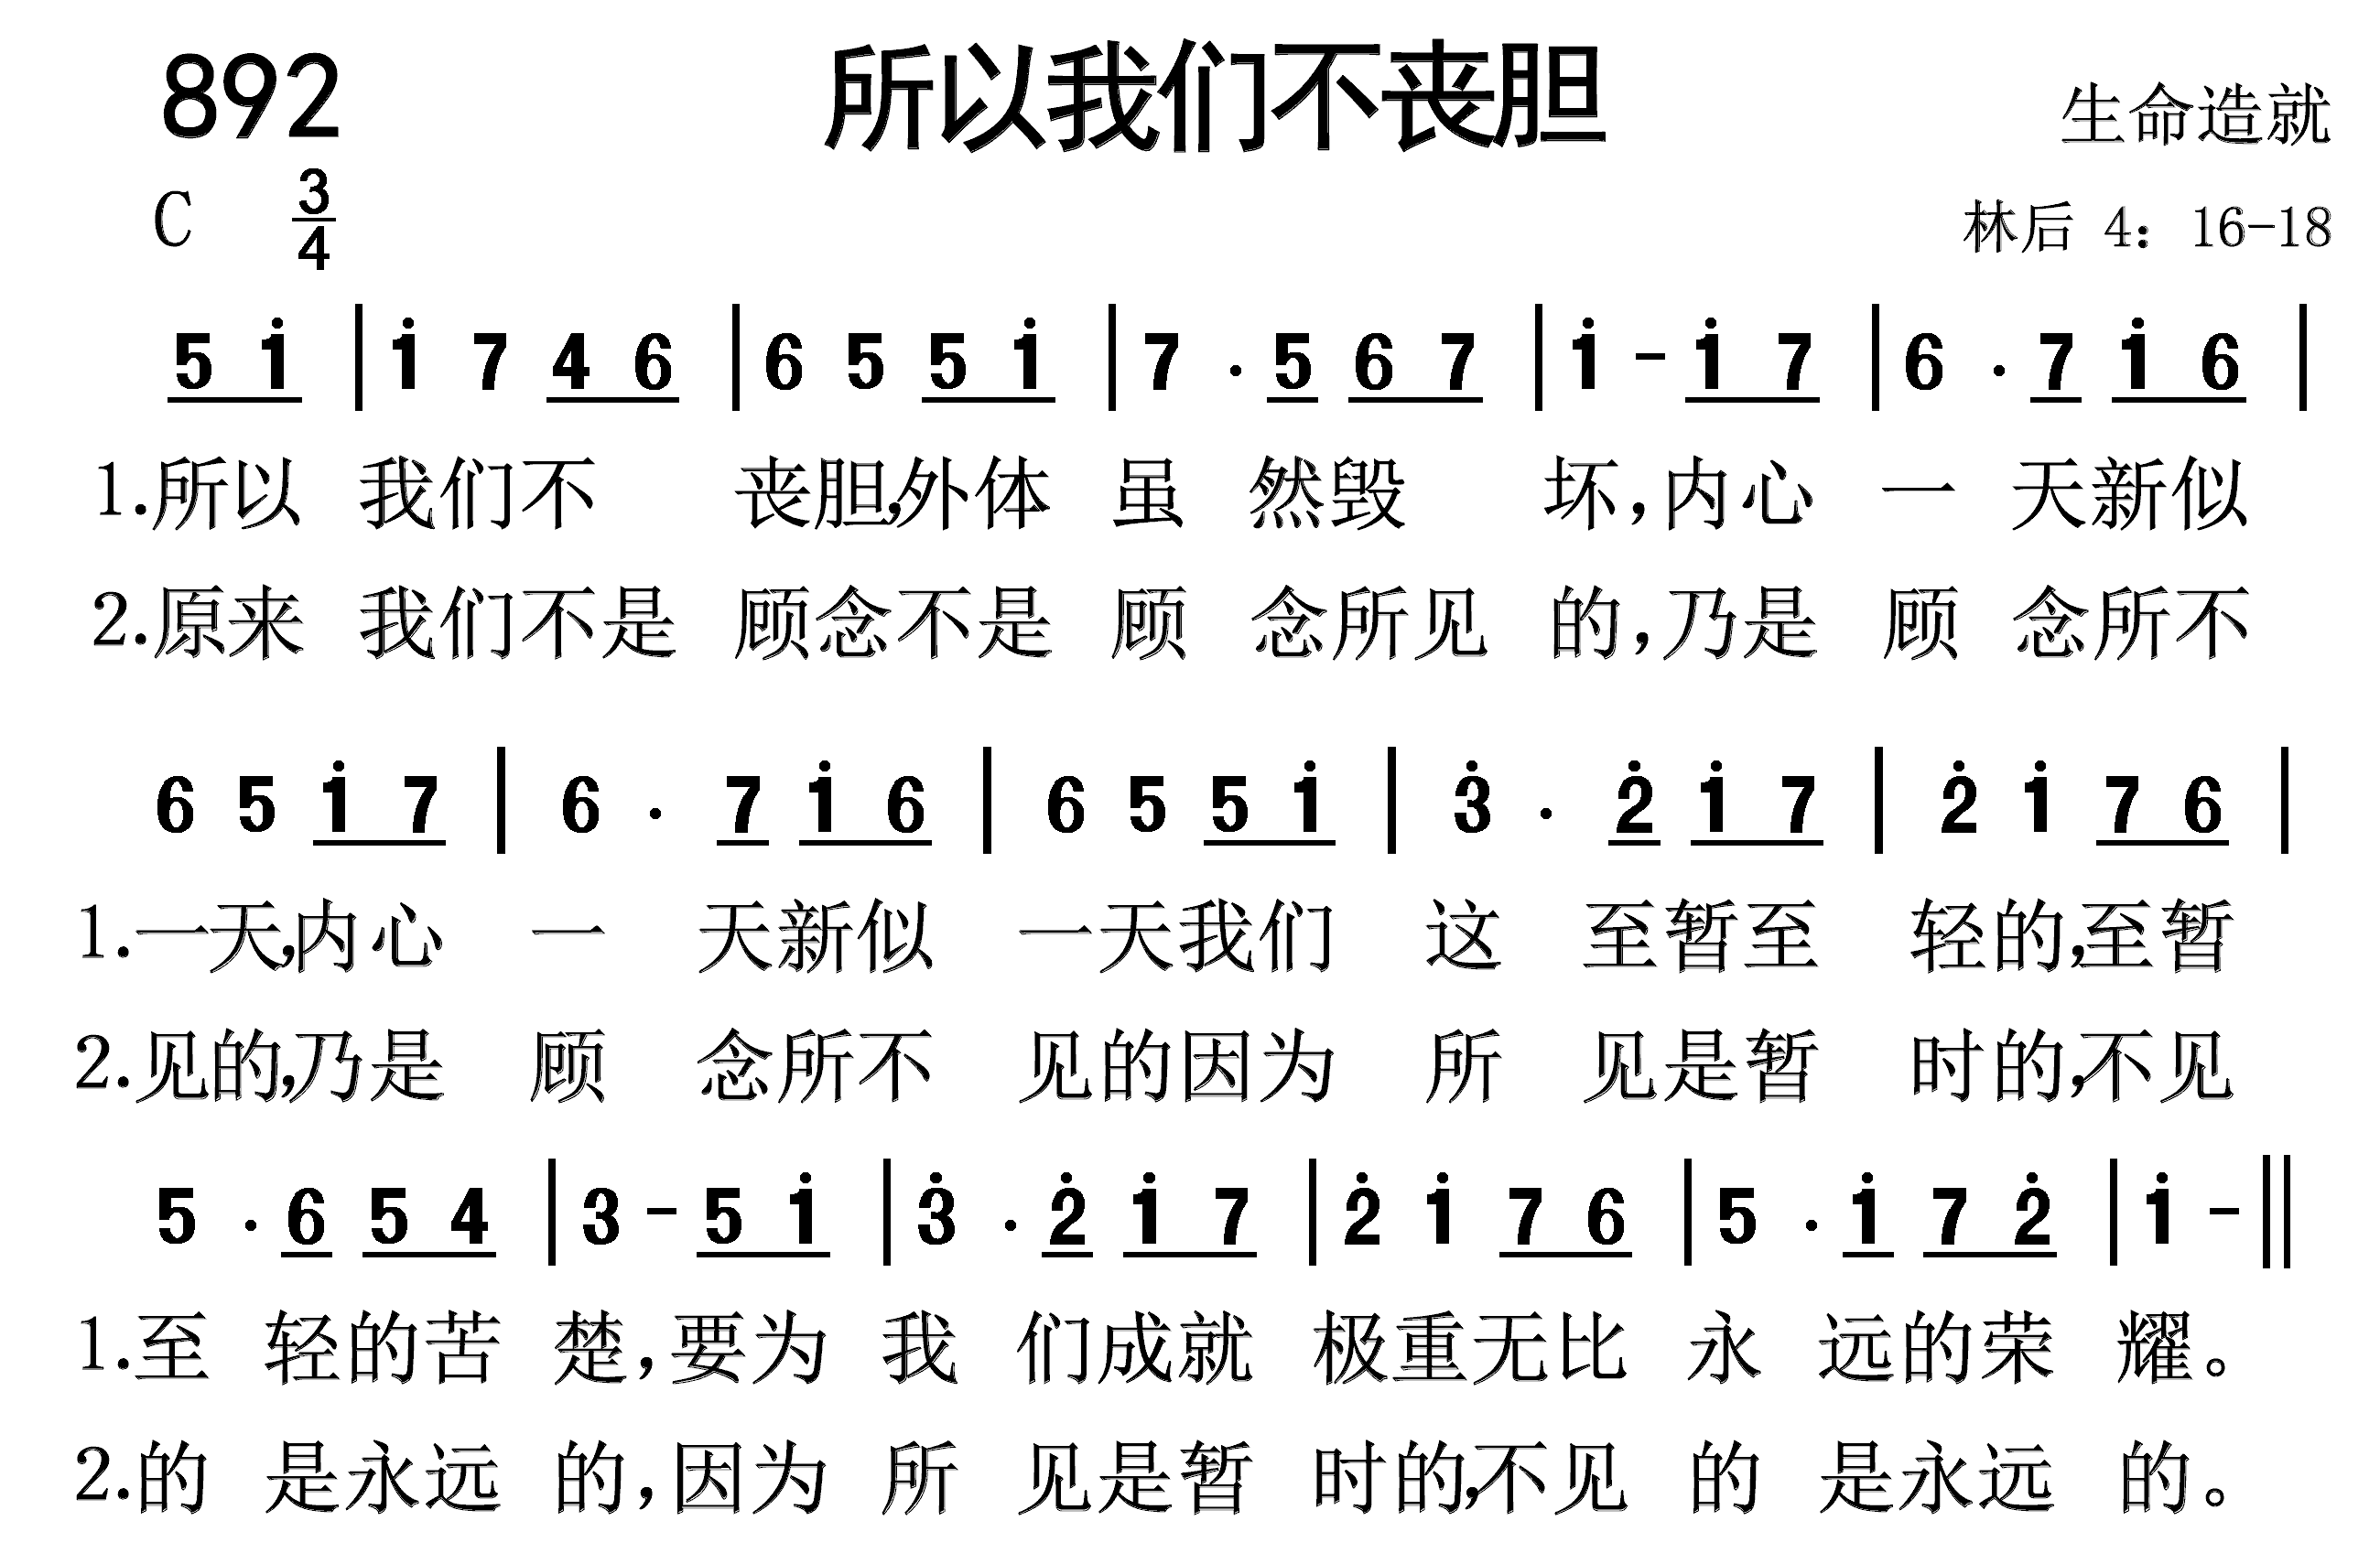 892 所以我们不丧胆 生命造就
C 3/4 林后 4：16-18
5 i̇ | i̇ 7 4 6 | 6 5 5 i̇ | 7 · 5 6 7 | i̇ - i̇ 7 | 6 · 7 i̇ 6 |
1.所以 我们不 丧胆,外体 虽 然毁 坏,内心 一 天新似
2.原来 我们不是 顾念不是 顾 念所见 的,乃是 顾 念所不
6 5 i̇ 7 | 6 · 7 i̇ 6 | 6 5 5 i̇ | 3̇ · 2̇ i̇ 7 | 2̇ i̇ 7 6 |
1.一天,内心 一 天新似 一天我们 这 至暂至 轻的,至暂
2.见的,乃是 顾 念所不 见的因为 所 见是暂 时的,不见
5 · 6 5 4 | 3 - 5 i̇ | 3̇ · 2̇ i̇ 7 | 2̇ i̇ 7 6 | 5 · i̇ 7 2̇ | i̇ - ||
1.至 轻的苦 楚,要为 我 们成就 极重无比 永 远的荣 耀。
2.的 是永远 的,因为 所 见是暂 时的,不见 的 是永远 的。